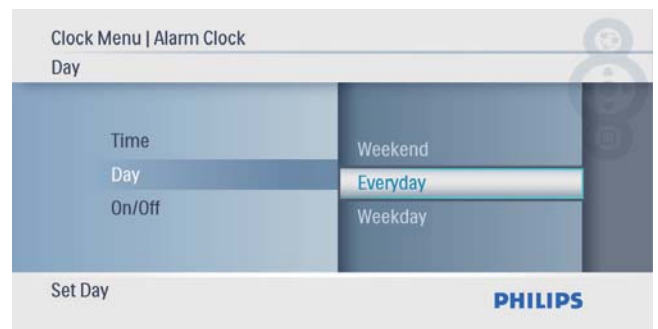 Clock Menu | Alarm Clock
Day
Time
Day
On/Off
Weekend
Everyday
Weekday
Set Day
PHILIPS